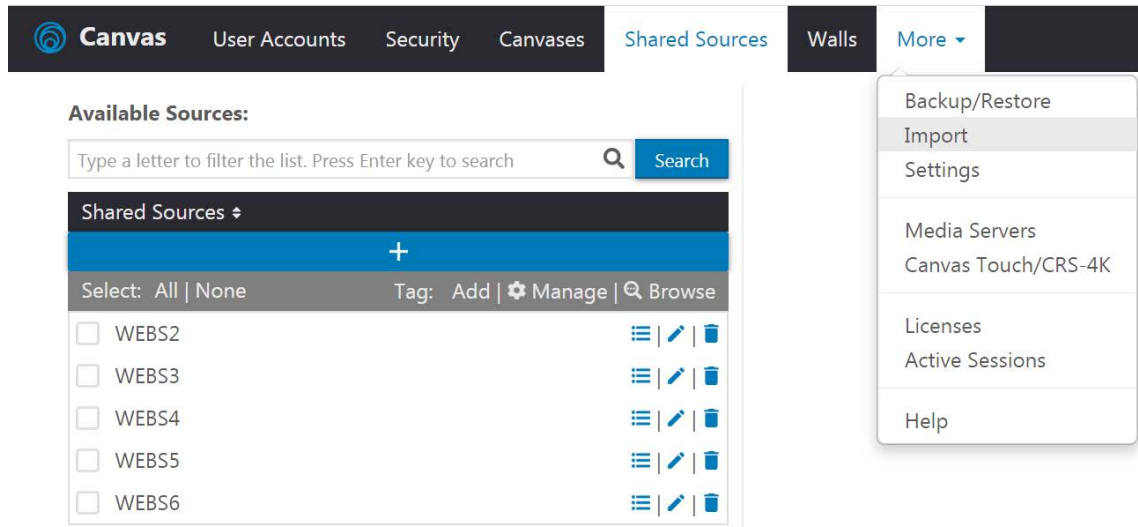 Canvas User Accounts Security Canvases Shared Sources Walls More
Backup/Restore
Import
Settings
Media Servers
Canvas Touch/CRS-4K
Licenses
Active Sessions
Help
Available Sources:
Type a letter to filter the list. Press Enter key to search Search
Shared Sources
+
Select: All | None Tag: Add | Manage | Browse
WEBS2 | |
WEBS3 | |
WEBS4 | |
WEBS5 | |
WEBS6 | |